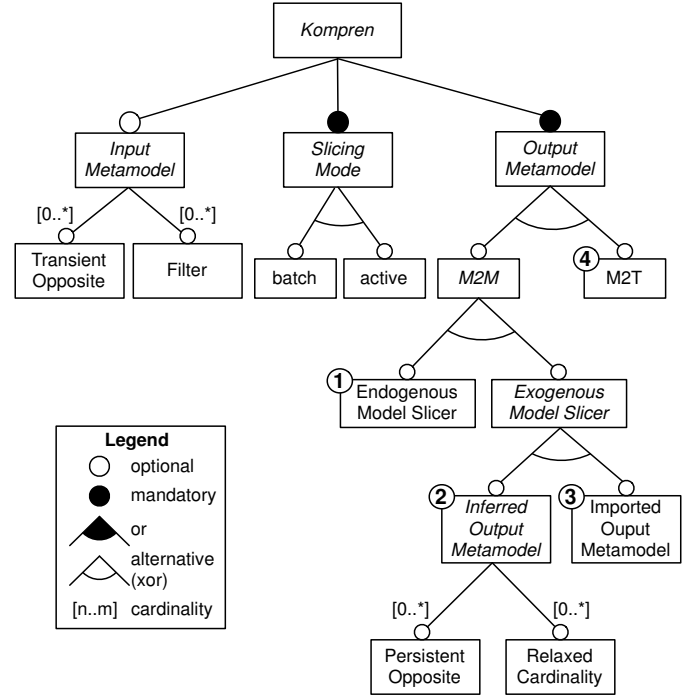 Kompren
Input
Metamodel
Slicing
Mode
Output
Metamodel
[0..*]
[0..*]
Transient
Opposite
Filter
batch
active
M2M
4
M2T
1
Endogenous
Model Slicer
Exogenous
Model Slicer
Legend
optional
mandatory
or
alternative
(xor)
[n..m] cardinality
2
Inferred
Output
Metamodel
3
Imported
Ouput
Metamodel
[0..*]
[0..*]
Persistent
Opposite
Relaxed
Cardinality